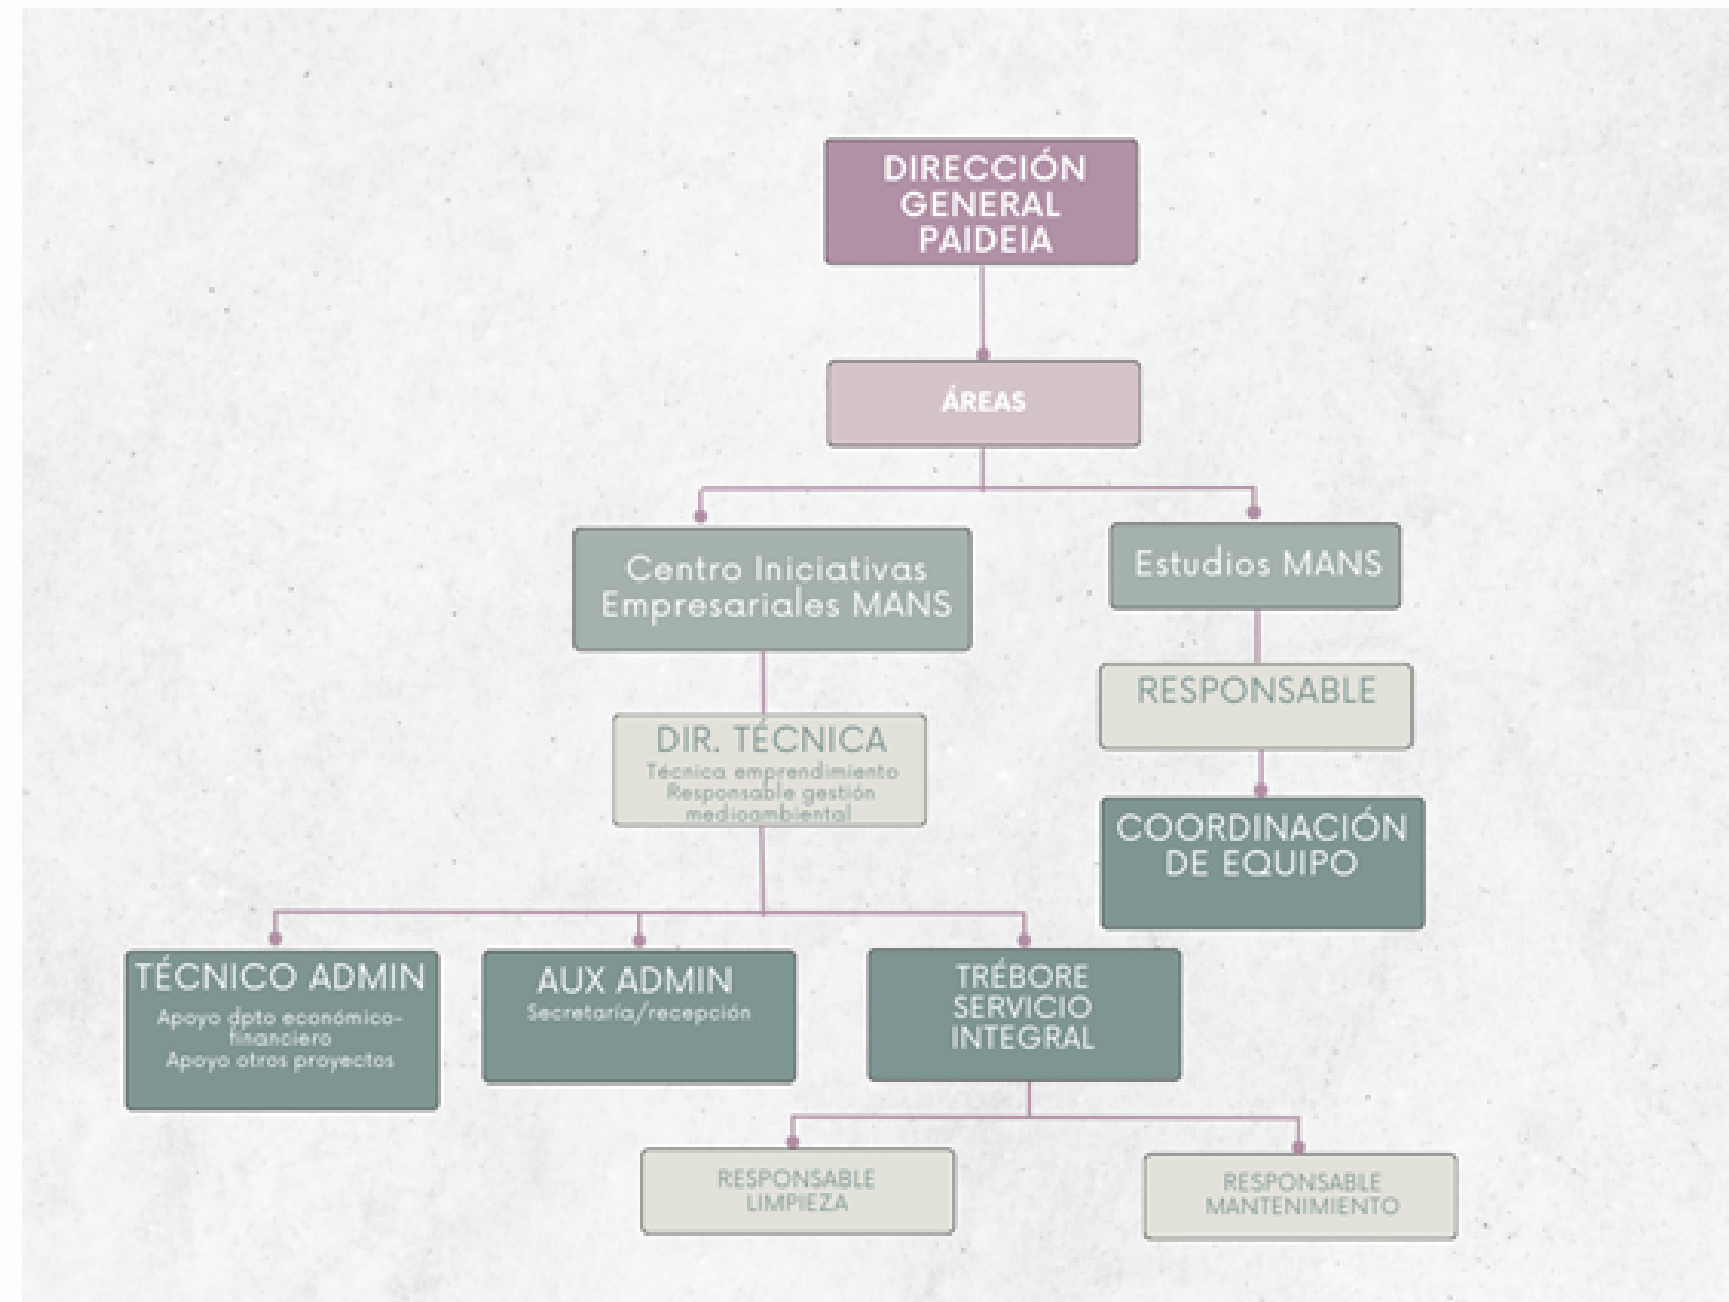 DIRECCIÓN
GENERAL
PAIDEIA
ÁREAS
Centro Iniciativas
Empresariales MANS
Estudios MANS
RESPONSABLE
DIR. TÉCNICA
Técnica emprendimiento
Responsable gestión
medioambiental
COORDINACIÓN
DE EQUIPO
TÉCNICO ADMIN
Apoyo dpto económico-
financiero
Apoyo otros proyectos
AUX ADMIN
Secretaría/recepción
TRÉBORE
SERVICIO
INTEGRAL
RESPONSABLE
LIMPIEZA
RESPONSABLE
MANTENIMIENTO